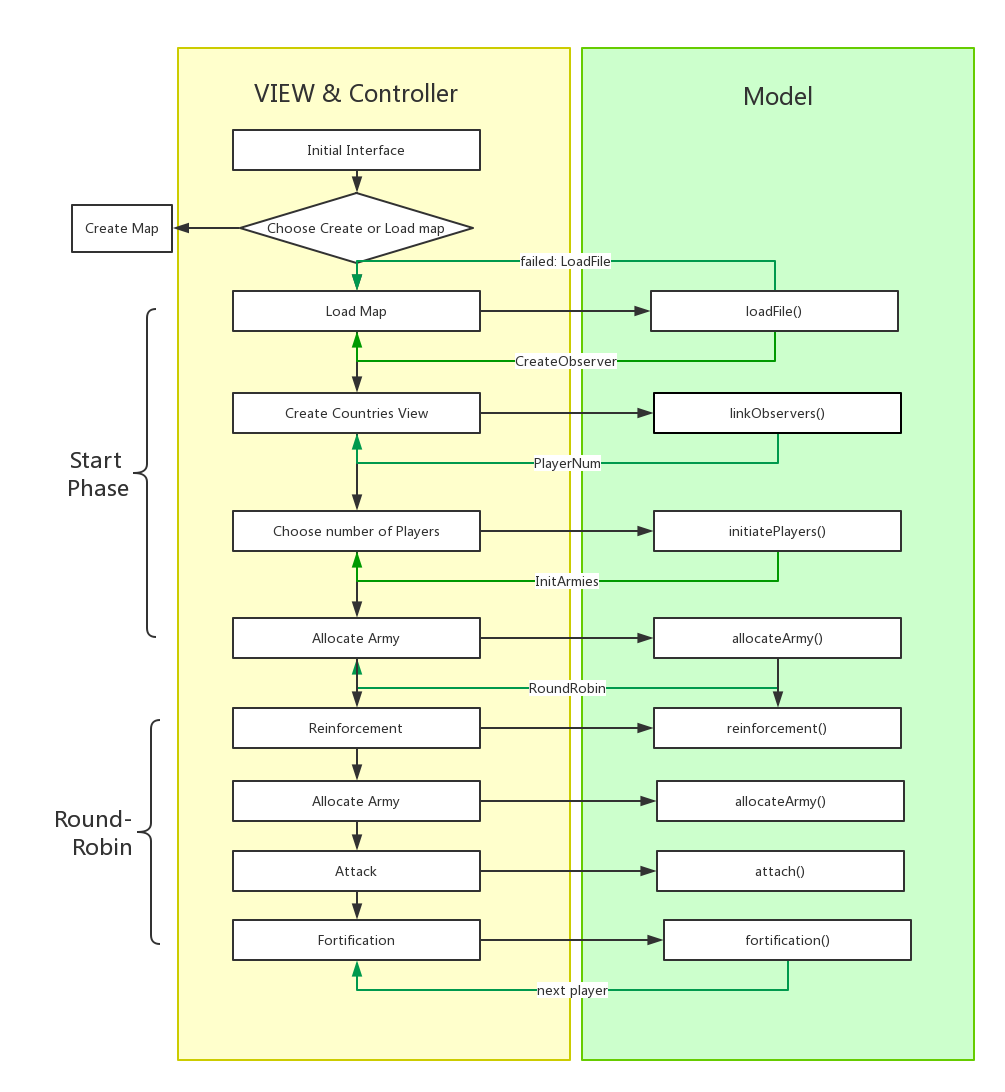 VIEW & Controller
Model
Initial Interface
Create Map
Choose Create or Load map
failed: LoadFile
Load Map
loadFile()
CreateObserver
Create Countries View
linkObservers()
Start
Phase
PlayerNum
Choose number of Players
initiatePlayers()
InitArmies
Allocate Army
allocateArmy()
RoundRobin
Reinforcement
reinforcement()
Allocate Army
allocateArmy()
Round-
Robin
Attack
attach()
Fortification
fortification()
next player